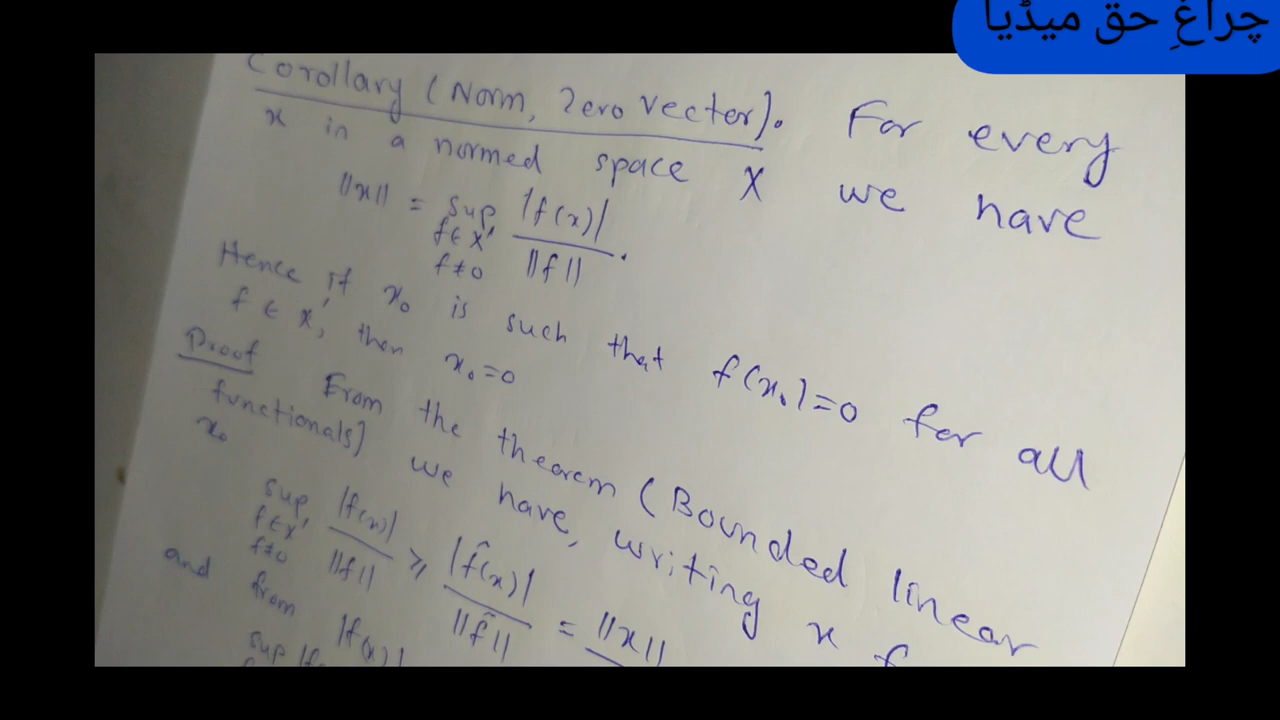 چراغِ حق میڈیا
Corollary (Norm, Zero vector). For every
x in a normed space X we have
||x|| = sup |f(x)|
f∈X'
f≠0 ||f|| .
Hence if x₀ is such that f(x₀)=0 for all
f ∈ X', then x₀=0
Proof From the theorem (Bounded linear
functionals) we have, writing x
x₀
sup |f(x)| ≥ |f̂(x)| = ||x||
f∈X'
f≠0 ||f|| ||f̂||
and from |f(x)|
sup